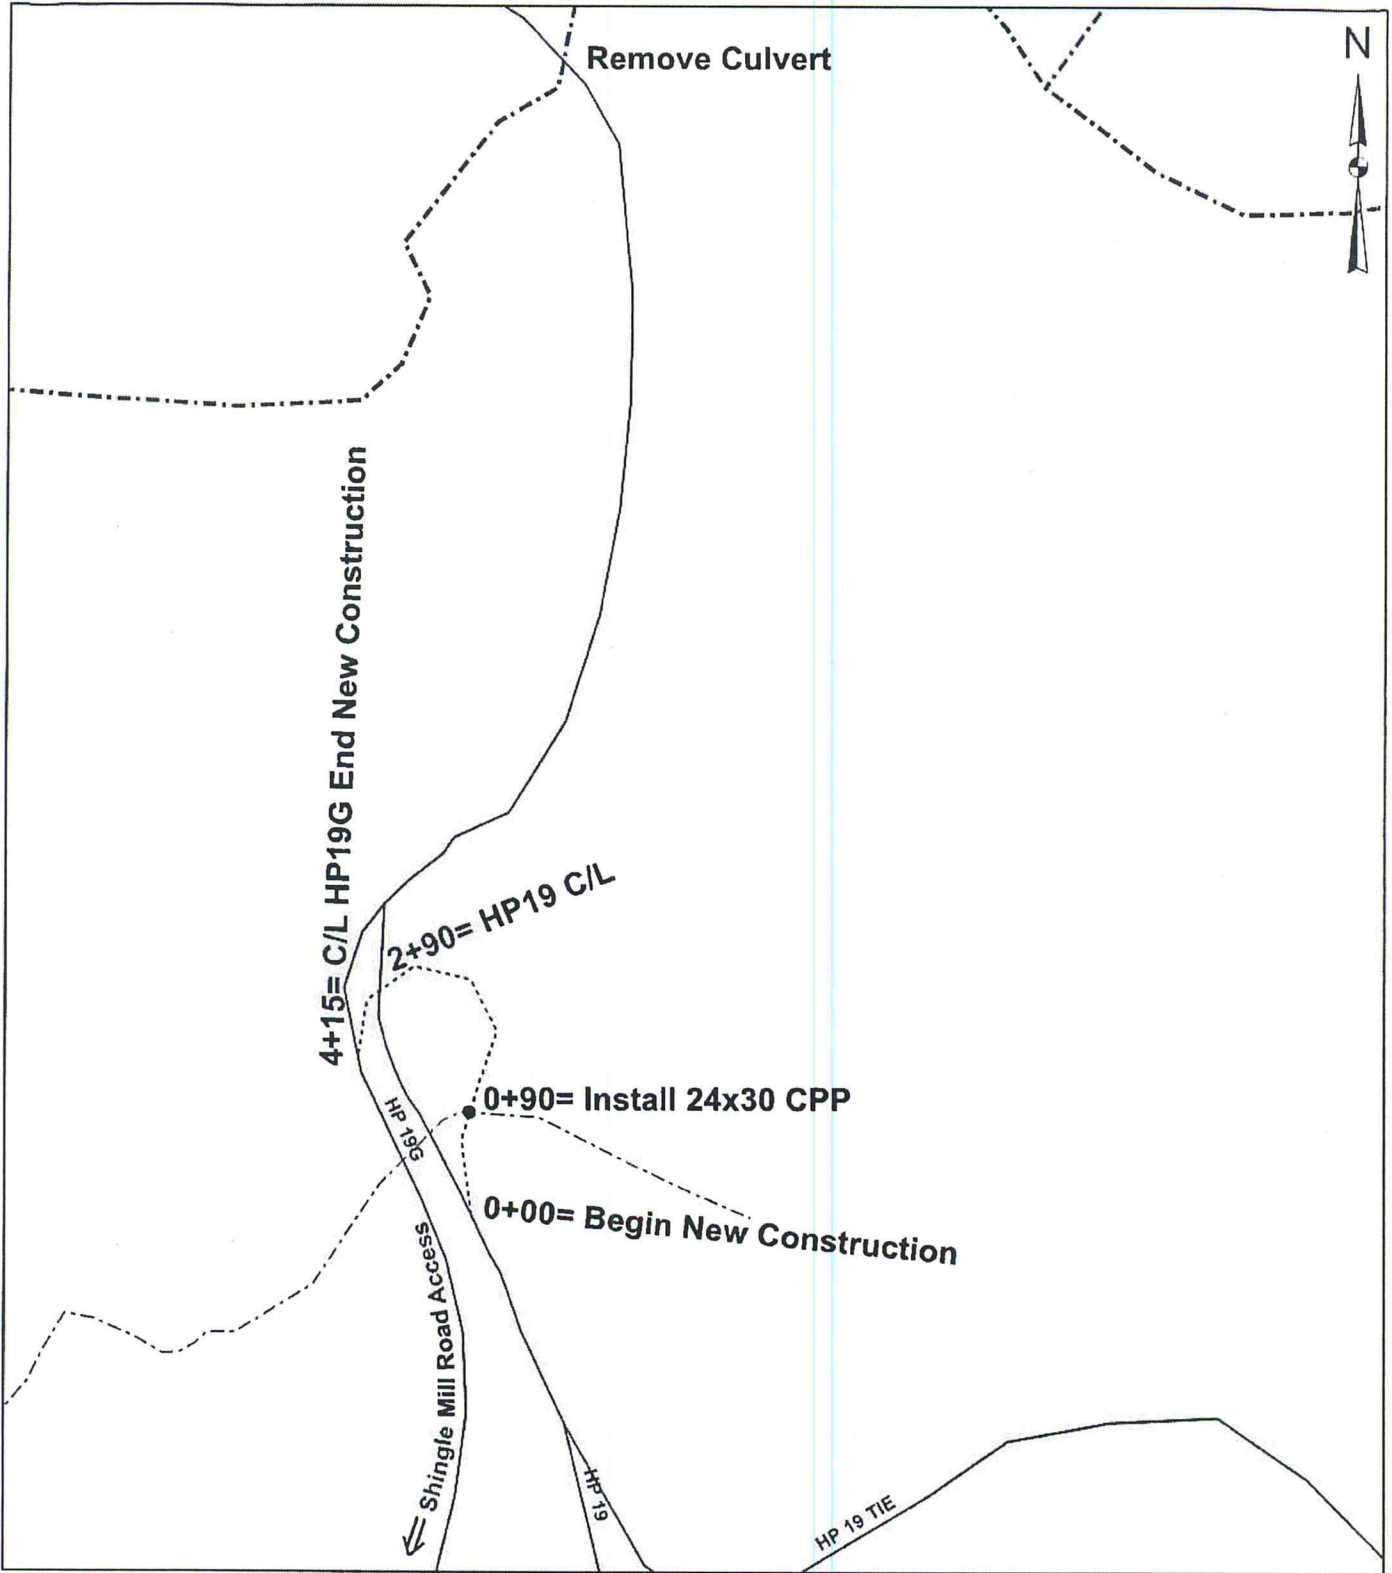 Remove Culvert
N
4+15= C/L HP19G End New Construction
2+90= HP19 C/L
0+90= Install 24x30 CPP
HP 19G
0+00= Begin New Construction
Shingle Mill Road Access
HP 19
HP 19 TIE